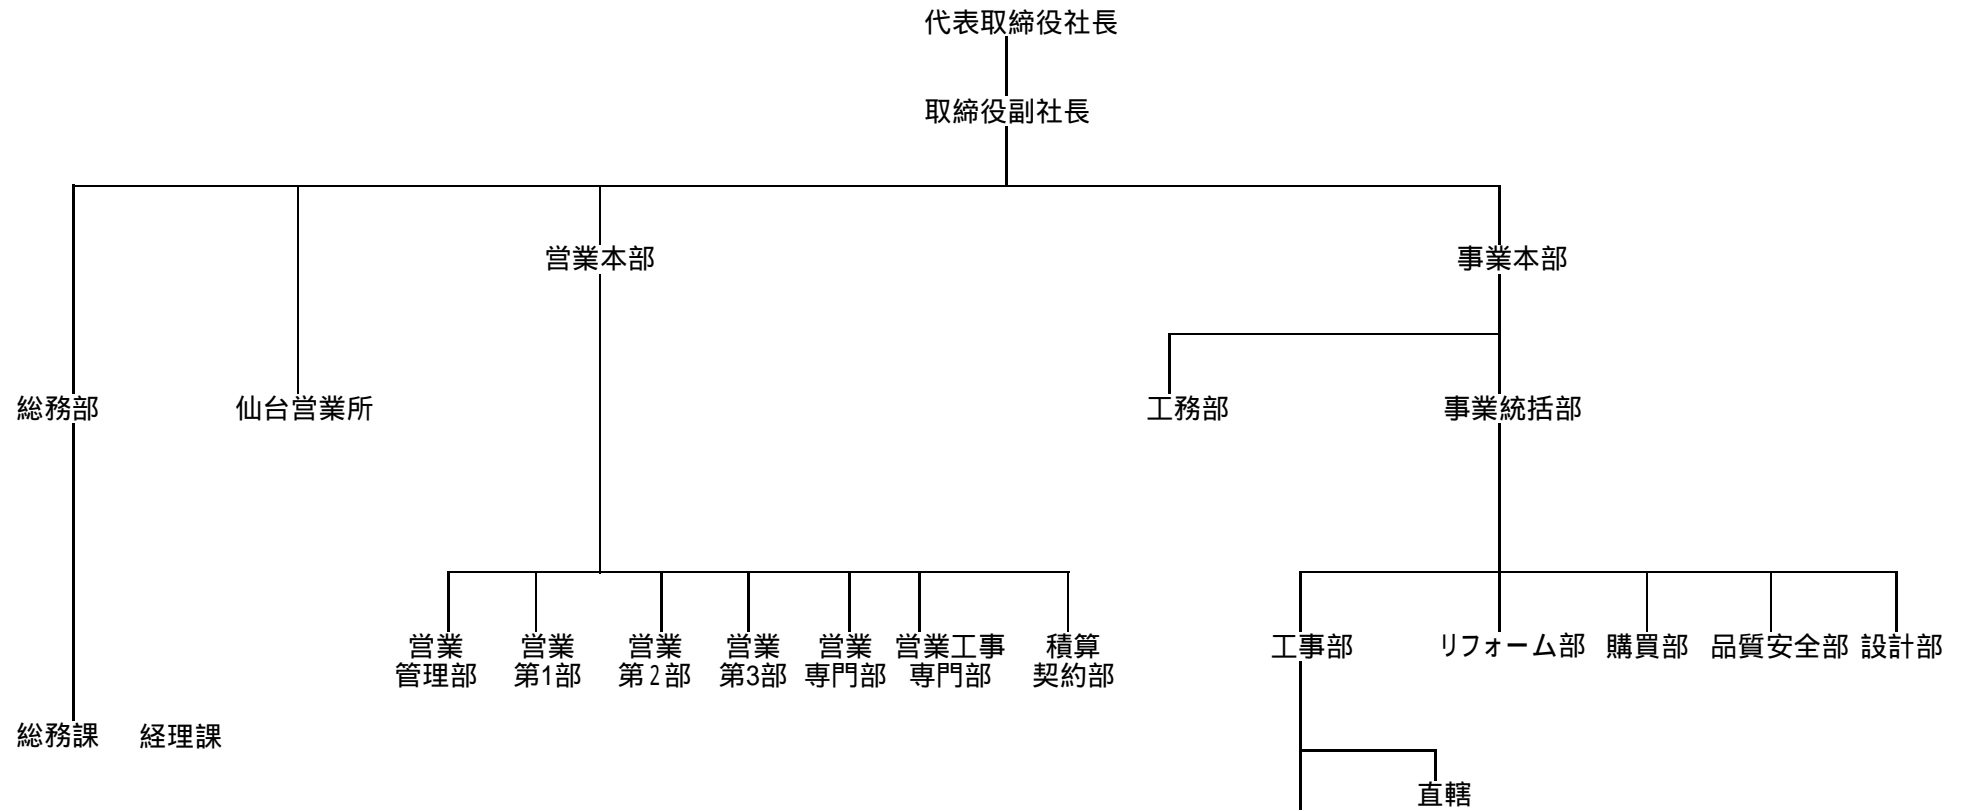 代表取締役社長
取締役副社長
営業本部
事業本部
総務部
仙台営業所
工務部
事業統括部
営業
管理部
営業
第1部
営業
第2部
営業
第3部
営業
専門部
営業工事
専門部
積算
契約部
工事部
リフォーム部
購買部
品質安全部
設計部
総務課
経理課
直轄